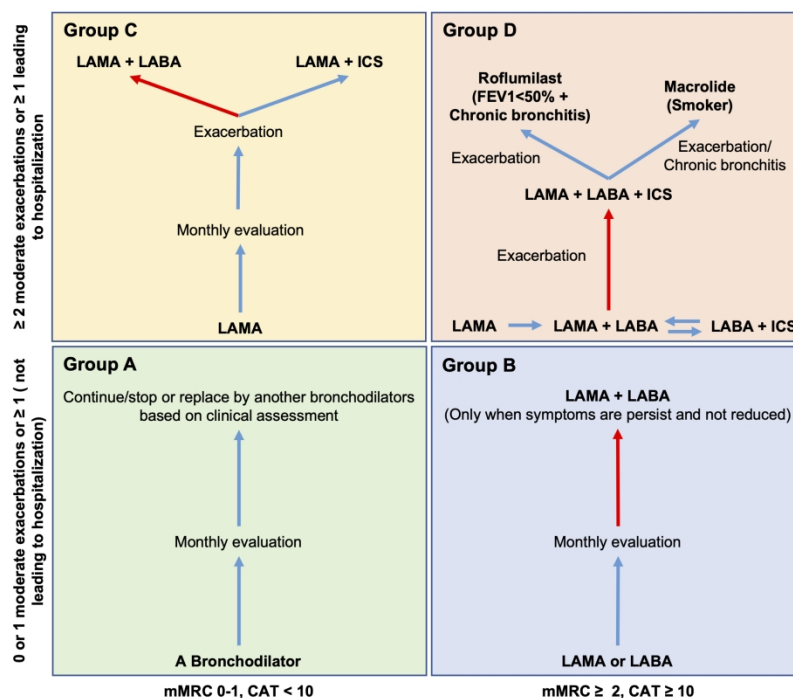 ≥ 2 moderate exacerbations or ≥ 1 leading
to hospitalization
Group C
LAMA + LABA
LAMA + ICS
Exacerbation
Monthly evaluation
LAMA
Group D
Roflumilast
(FEV1<50% +
Chronic bronchitis)
Macrolide
(Smoker)
Exacerbation
Exacerbation/
Chronic bronchitis
LAMA + LABA + ICS
Exacerbation
LAMA
LAMA + LABA
LABA + ICS
0 or 1 moderate exacerbations or ≥ 1 ( not
leading to hospitalization)
Group A
Continue/stop or replace by another bronchodilators
based on clinical assessment
Monthly evaluation
A Bronchodilator
Group B
LAMA + LABA
(Only when symptoms are persist and not reduced)
Monthly evaluation
LAMA or LABA
mMRC 0-1, CAT < 10
mMRC ≥ 2, CAT ≥ 10